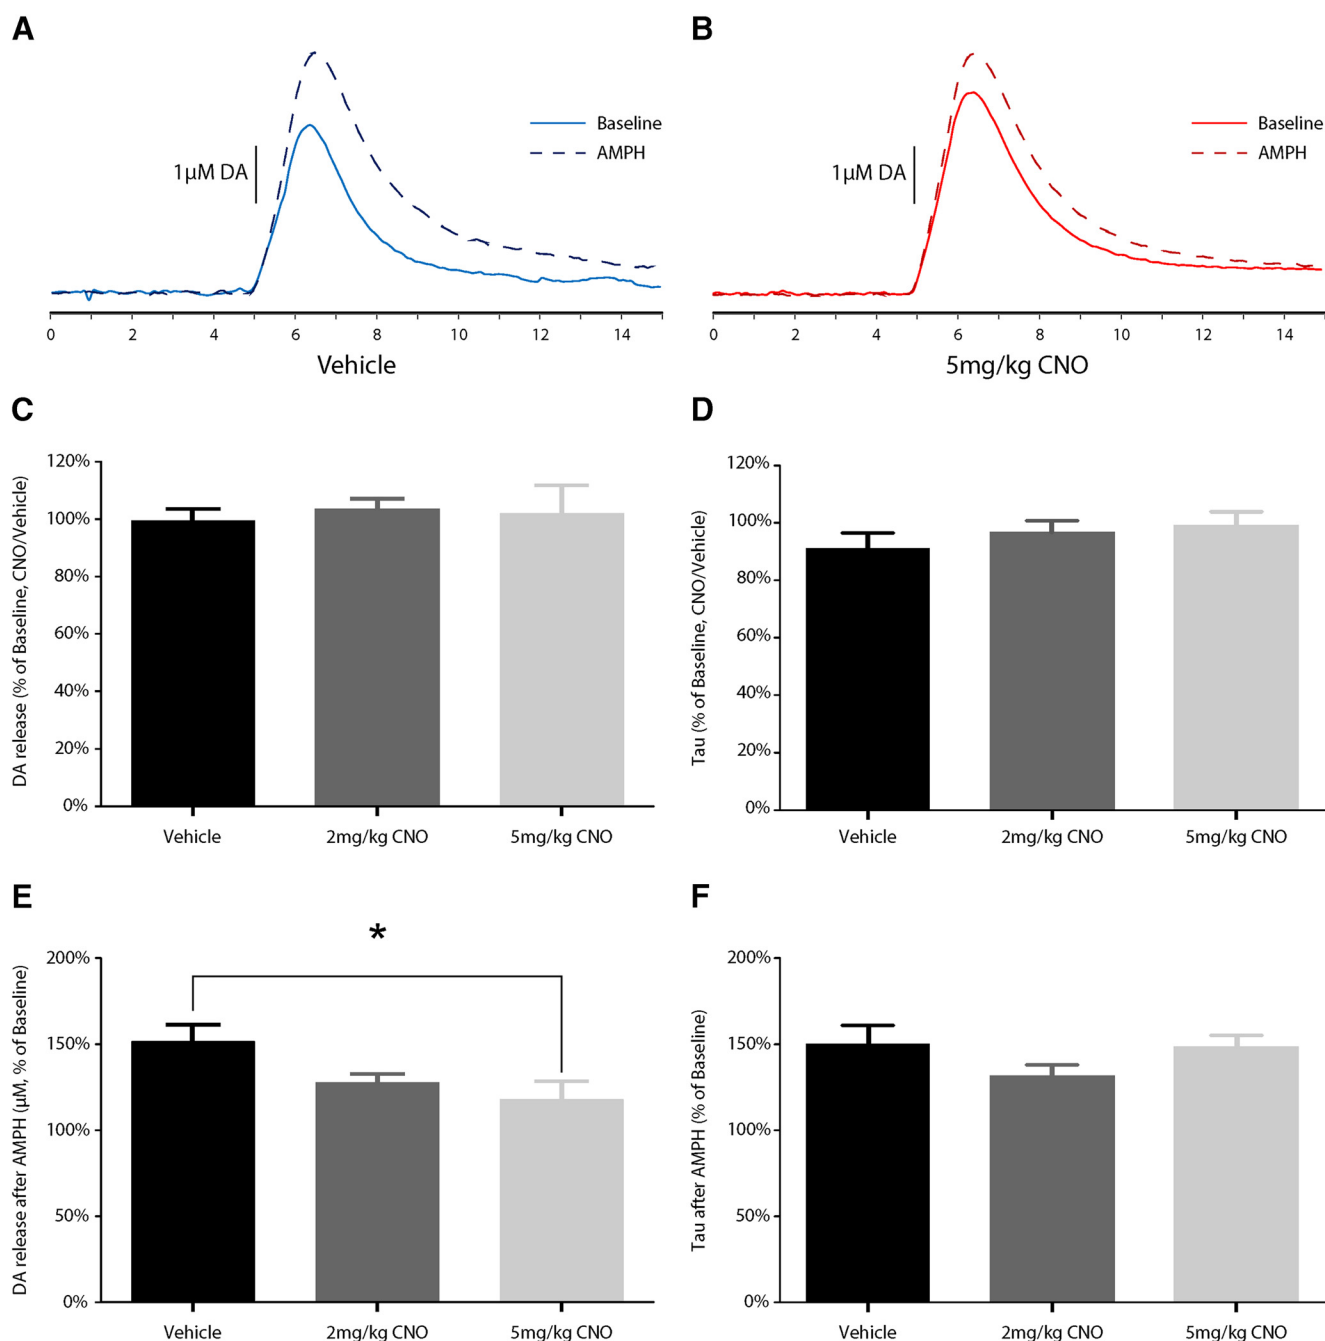 A
Baseline
AMPH
1μM DA
0 2 4 6 8 10 12 14
Vehicle
B
Baseline
AMPH
1μM DA
0 2 4 6 8 10 12 14
5mg/kg CNO
C
DA release (% of Baseline, CNO/Vehicle)
120%
100%
80%
60%
40%
20%
0%
Vehicle 2mg/kg CNO 5mg/kg CNO
D
Tau (% of Baseline, CNO/Vehicle)
120%
100%
80%
60%
40%
20%
0%
Vehicle 2mg/kg CNO 5mg/kg CNO
E
*
DA release after AMPH (μM, % of Baseline)
200%
150%
100%
50%
0%
Vehicle 2mg/kg CNO 5mg/kg CNO
F
Tau after AMPH (% of Baseline)
200%
150%
100%
50%
0%
Vehicle 2mg/kg CNO 5mg/kg CNO